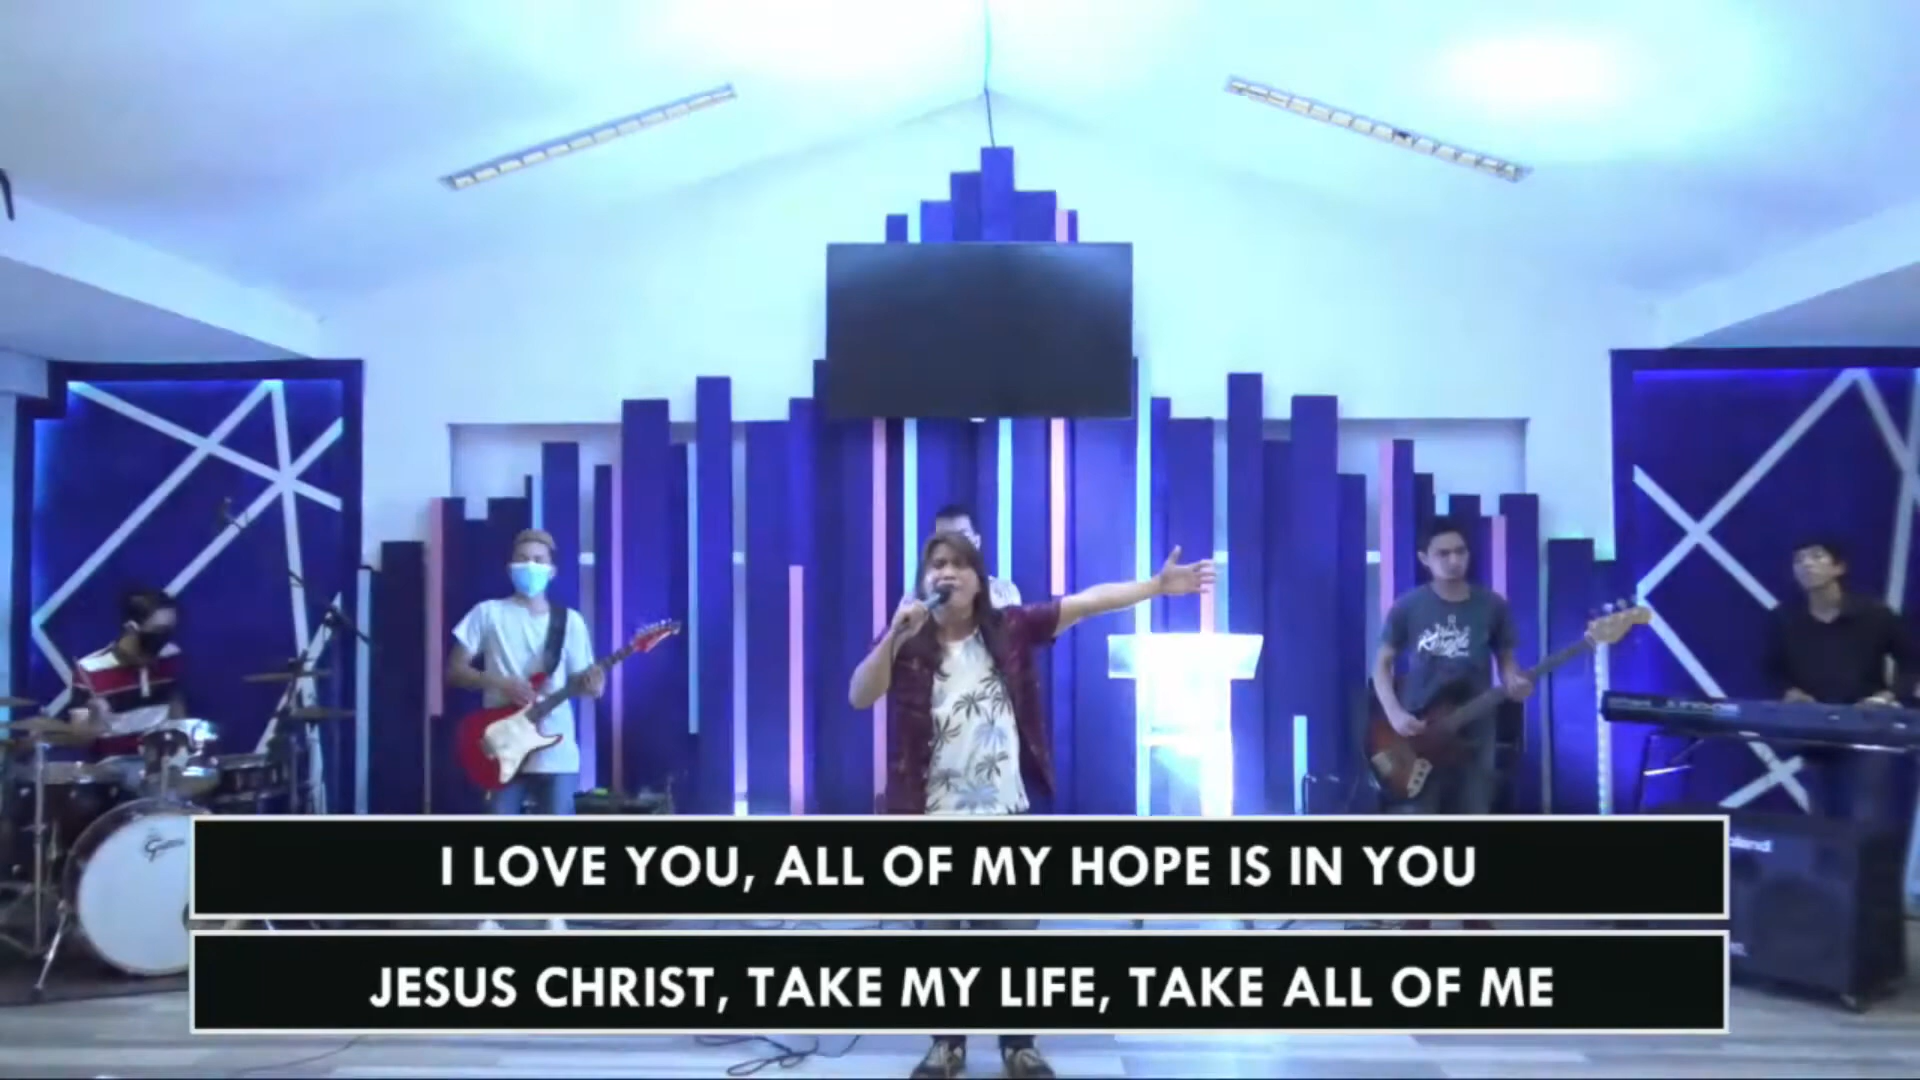 I LOVE YOU, ALL OF MY HOPE IS IN YOU
JESUS CHRIST, TAKE MY LIFE, TAKE ALL OF ME